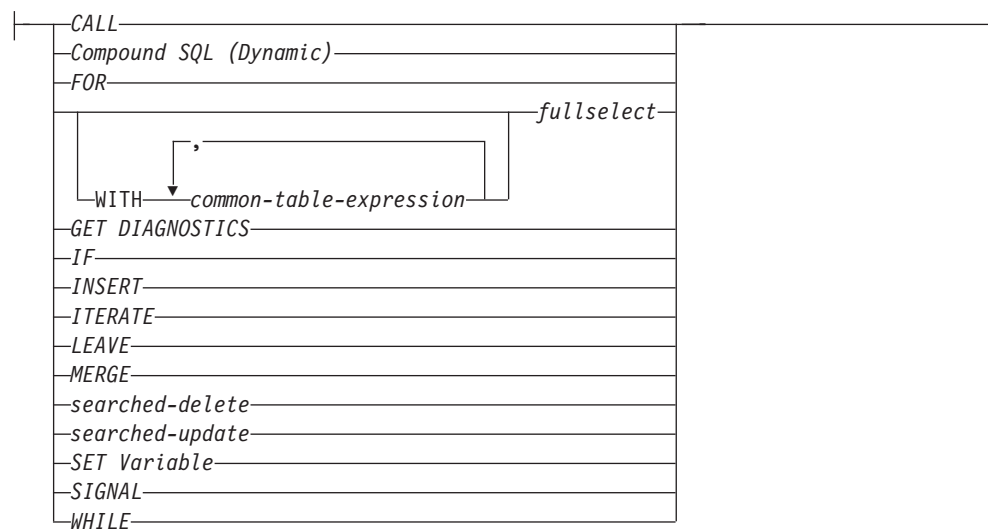 CALL
Compound SQL (Dynamic)
FOR
fullselect
,
WITH common-table-expression
GET DIAGNOSTICS
IF
INSERT
ITERATE
LEAVE
MERGE
searched-delete
searched-update
SET Variable
SIGNAL
WHILE